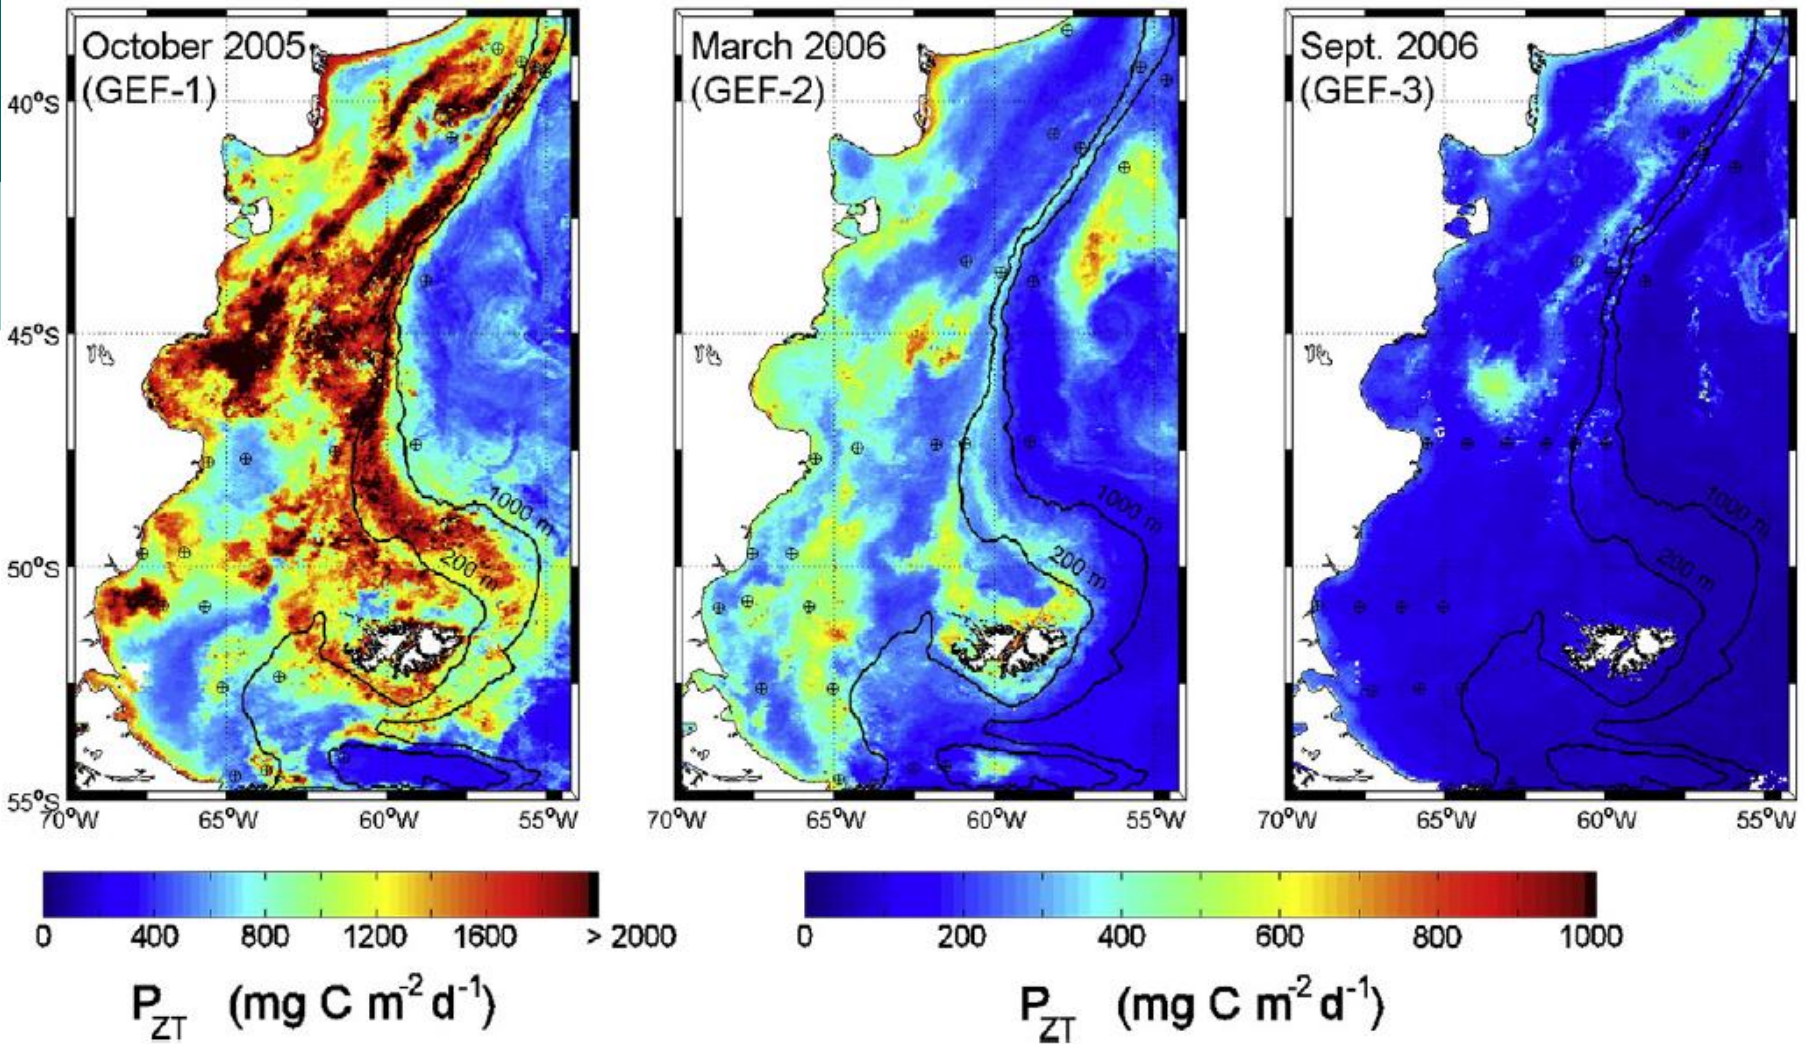 October 2005
(GEF-1)
March 2006
(GEF-2)
Sept. 2006
(GEF-3)
40°S
45°S
50°S
55°S
1000 m
200 m
1000 m
200 m
1000 m
200 m
70°W 65°W 60°W 55°W
70°W 65°W 60°W 55°W
70°W 65°W 60°W 55°W
0 400 800 1200 1600 > 2000
0 200 400 600 800 1000
P_ZT (mg C m⁻² d⁻¹)
P_ZT (mg C m⁻² d⁻¹)